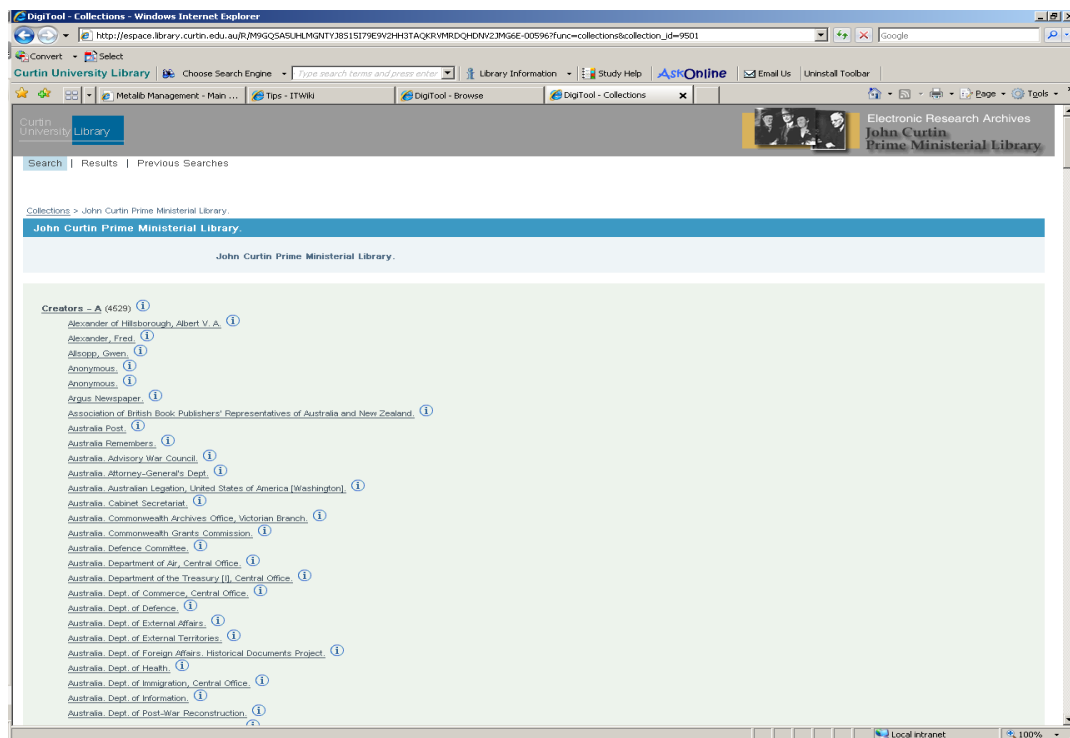 DigiTool - Collections - Windows Internet Explorer
http://espace.library.curtin.edu.au/R/M9GQSA5UHLMGNTYJ8S15I79E9V2HH3TAQKRVMRDQHDNV2JMG6E-00596?func=collections&collection_id=9501
Google
Convert Select
Curtin University Library Choose Search Engine Type search terms and press enter Library Information Study Help AskOnline Email Us Uninstall Toolbar
Metalib Management - Main ... Tips - ITWiki DigiTool - Browse DigiTool - Collections Page Tools
Curtin
University Library
Electronic Research Archives
John Curtin
Prime Ministerial Library
Search | Results | Previous Searches
Collections > John Curtin Prime Ministerial Library.
John Curtin Prime Ministerial Library.
John Curtin Prime Ministerial Library.
Creators - A (4629)
Alexander of Hillsborough, Albert V. A.
Alexander, Fred.
Allsopp, Gwen.
Anonymous.
Anonymous.
Argus Newspaper.
Association of British Book Publishers' Representatives of Australia and New Zealand.
Australia Post.
Australia Remembers.
Australia. Advisory War Council.
Australia. Attorney-General's Dept.
Australia. Australian Legation, United States of America [Washington].
Australia. Cabinet Secretariat.
Australia. Commonwealth Archives Office, Victorian Branch.
Australia. Commonwealth Grants Commission.
Australia. Defence Committee.
Australia. Department of Air, Central Office.
Australia. Department of the Treasury [I], Central Office.
Australia. Dept. of Commerce, Central Office.
Australia. Dept. of Defence.
Australia. Dept. of External Affairs.
Australia. Dept. of External Territories.
Australia. Dept. of Foreign Affairs. Historical Documents Project.
Australia. Dept. of Health.
Australia. Dept. of Immigration, Central Office.
Australia. Dept. of Information.
Australia. Dept. of Post-War Reconstruction.
Local intranet 100%